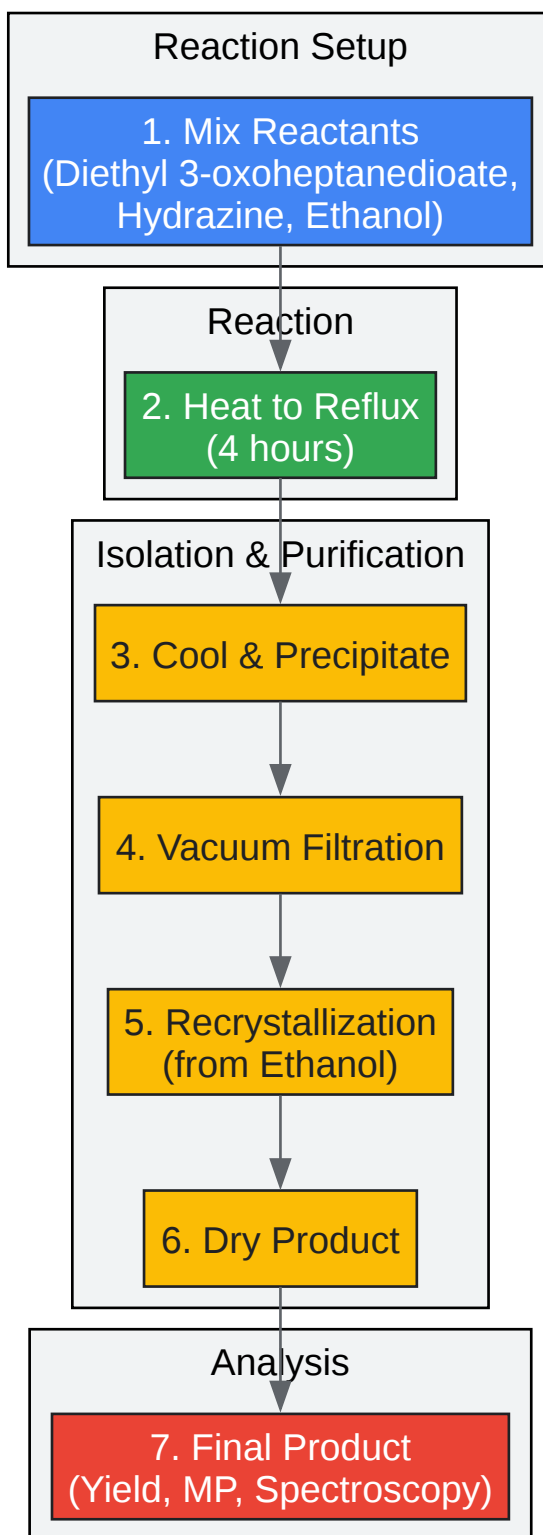 Reaction Setup
1. Mix Reactants
(Diethyl 3-oxoheptanedioate,
Hydrazine, Ethanol)
Reaction
2. Heat to Reflux
(4 hours)
Isolation & Purification
3. Cool & Precipitate
4. Vacuum Filtration
5. Recrystallization
(from Ethanol)
6. Dry Product
Analysis
7. Final Product
(Yield, MP, Spectroscopy)